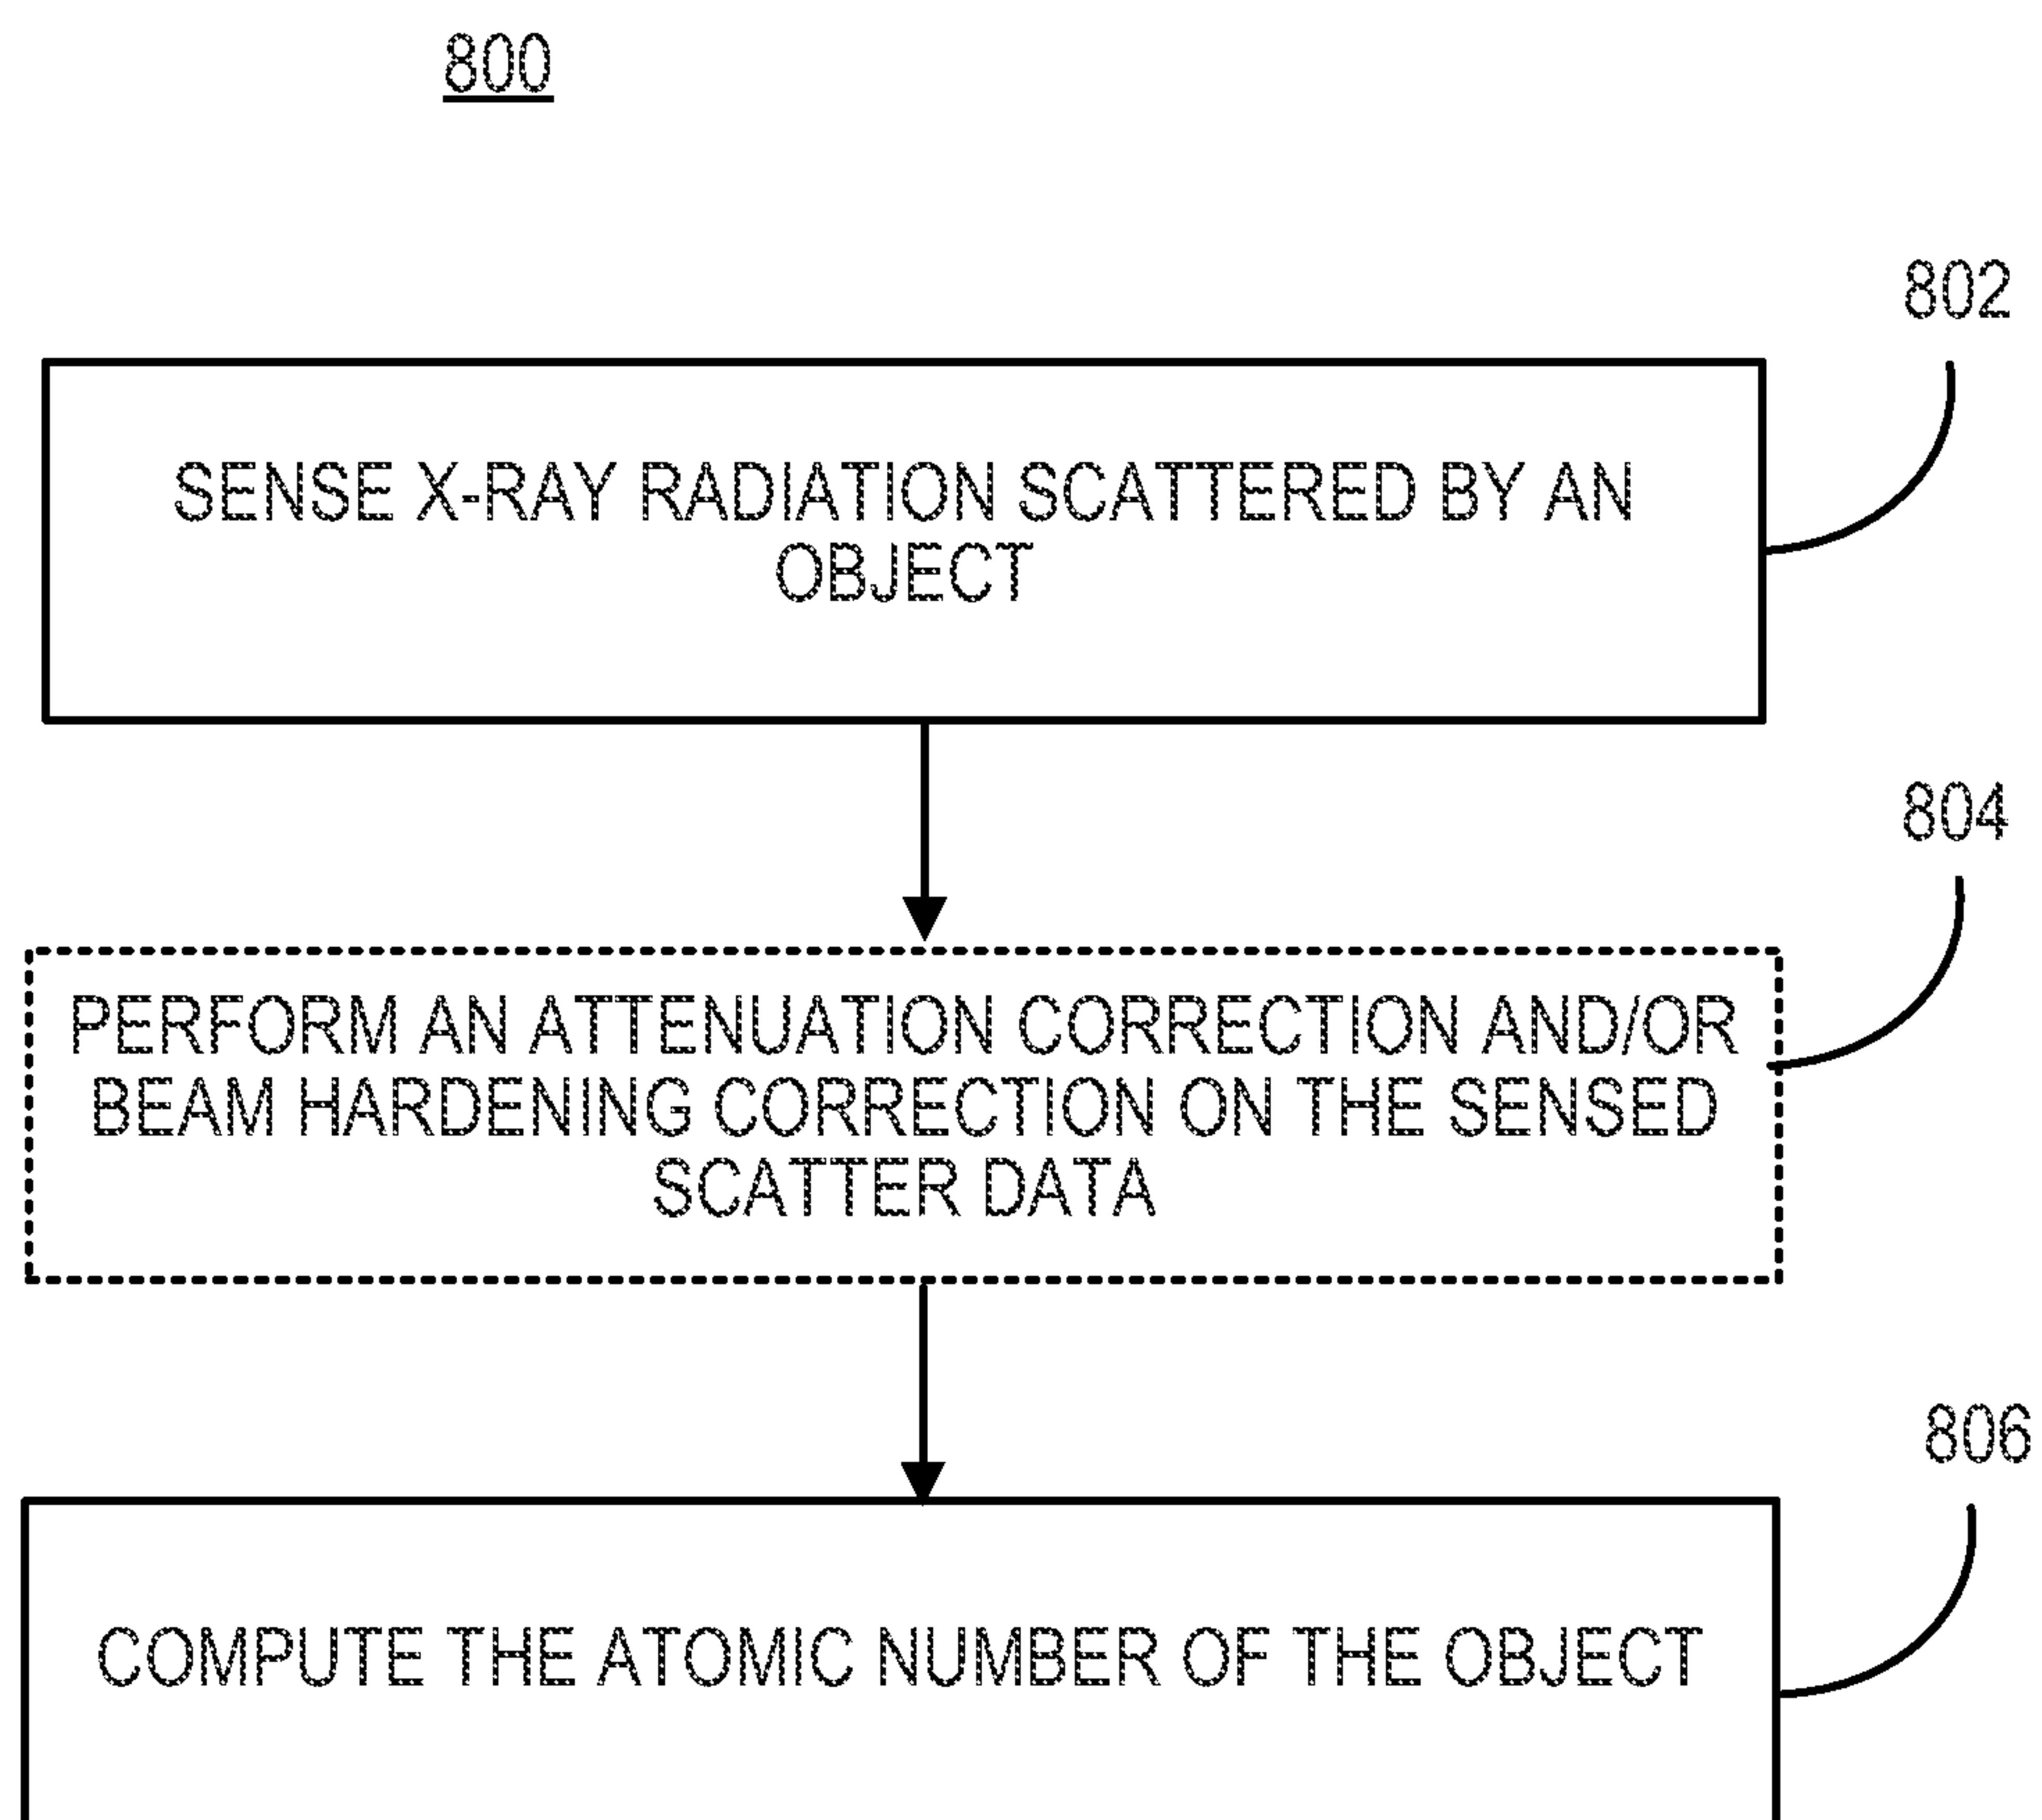 800
802
SENSE X-RAY RADIATION SCATTERED BY AN
OBJECT
804
PERFORM AN ATTENUATION CORRECTION AND/OR
BEAM HARDENING CORRECTION ON THE SENSED
SCATTER DATA
806
COMPUTE THE ATOMIC NUMBER OF THE OBJECT